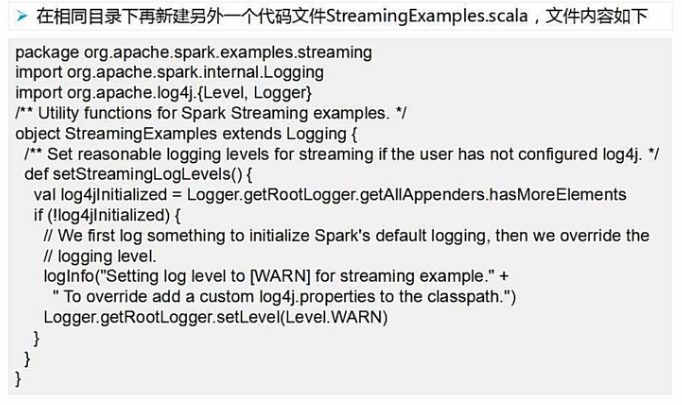 ➤ 在相同目录下再新建另外一个代码文件StreamingExamples.scala，文件内容如下
package org.apache.spark.examples.streaming
import org.apache.spark.internal.Logging
import org.apache.log4j.{Level, Logger}
/** Utility functions for Spark Streaming examples. */
object StreamingExamples extends Logging {
  /** Set reasonable logging levels for streaming if the user has not configured log4j. */
  def setStreamingLogLevels() {
    val log4jInitialized = Logger.getRootLogger.getAllAppenders.hasMoreElements
    if (!log4jInitialized) {
      // We first log something to initialize Spark's default logging, then we override the
      // logging level.
      logInfo("Setting log level to [WARN] for streaming example." +
        " To override add a custom log4j.properties to the classpath.")
      Logger.getRootLogger.setLevel(Level.WARN)
    }
  }
}